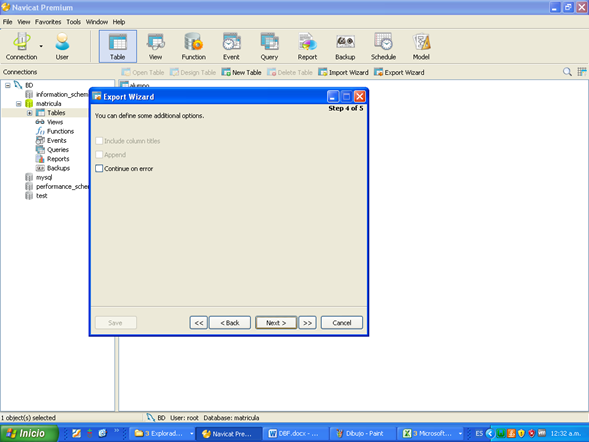 Navicat Premium
File View Favorites Tools Window Help
Connection User Table View Function Event Query Report Backup Schedule Model
Connections Open Table Design Table New Table Delete Table Import Wizard Export Wizard
BD
information_schem
matricula
Tables
Views
Functions
Events
Queries
Reports
Backups
mysql
performance_scher
test
alumno
Export Wizard
Step 4 of 5
You can define some additional options.
Include column titles
Append
Continue on error
Save << < Back Next > >> Cancel
1 object(s) selected BD User: root Database: matricula
Inicio 3 Explorad... Navicat Pre... DBF.docx - ... Dibujo - Paint 3 Microsoft... ES 12:32 a.m.